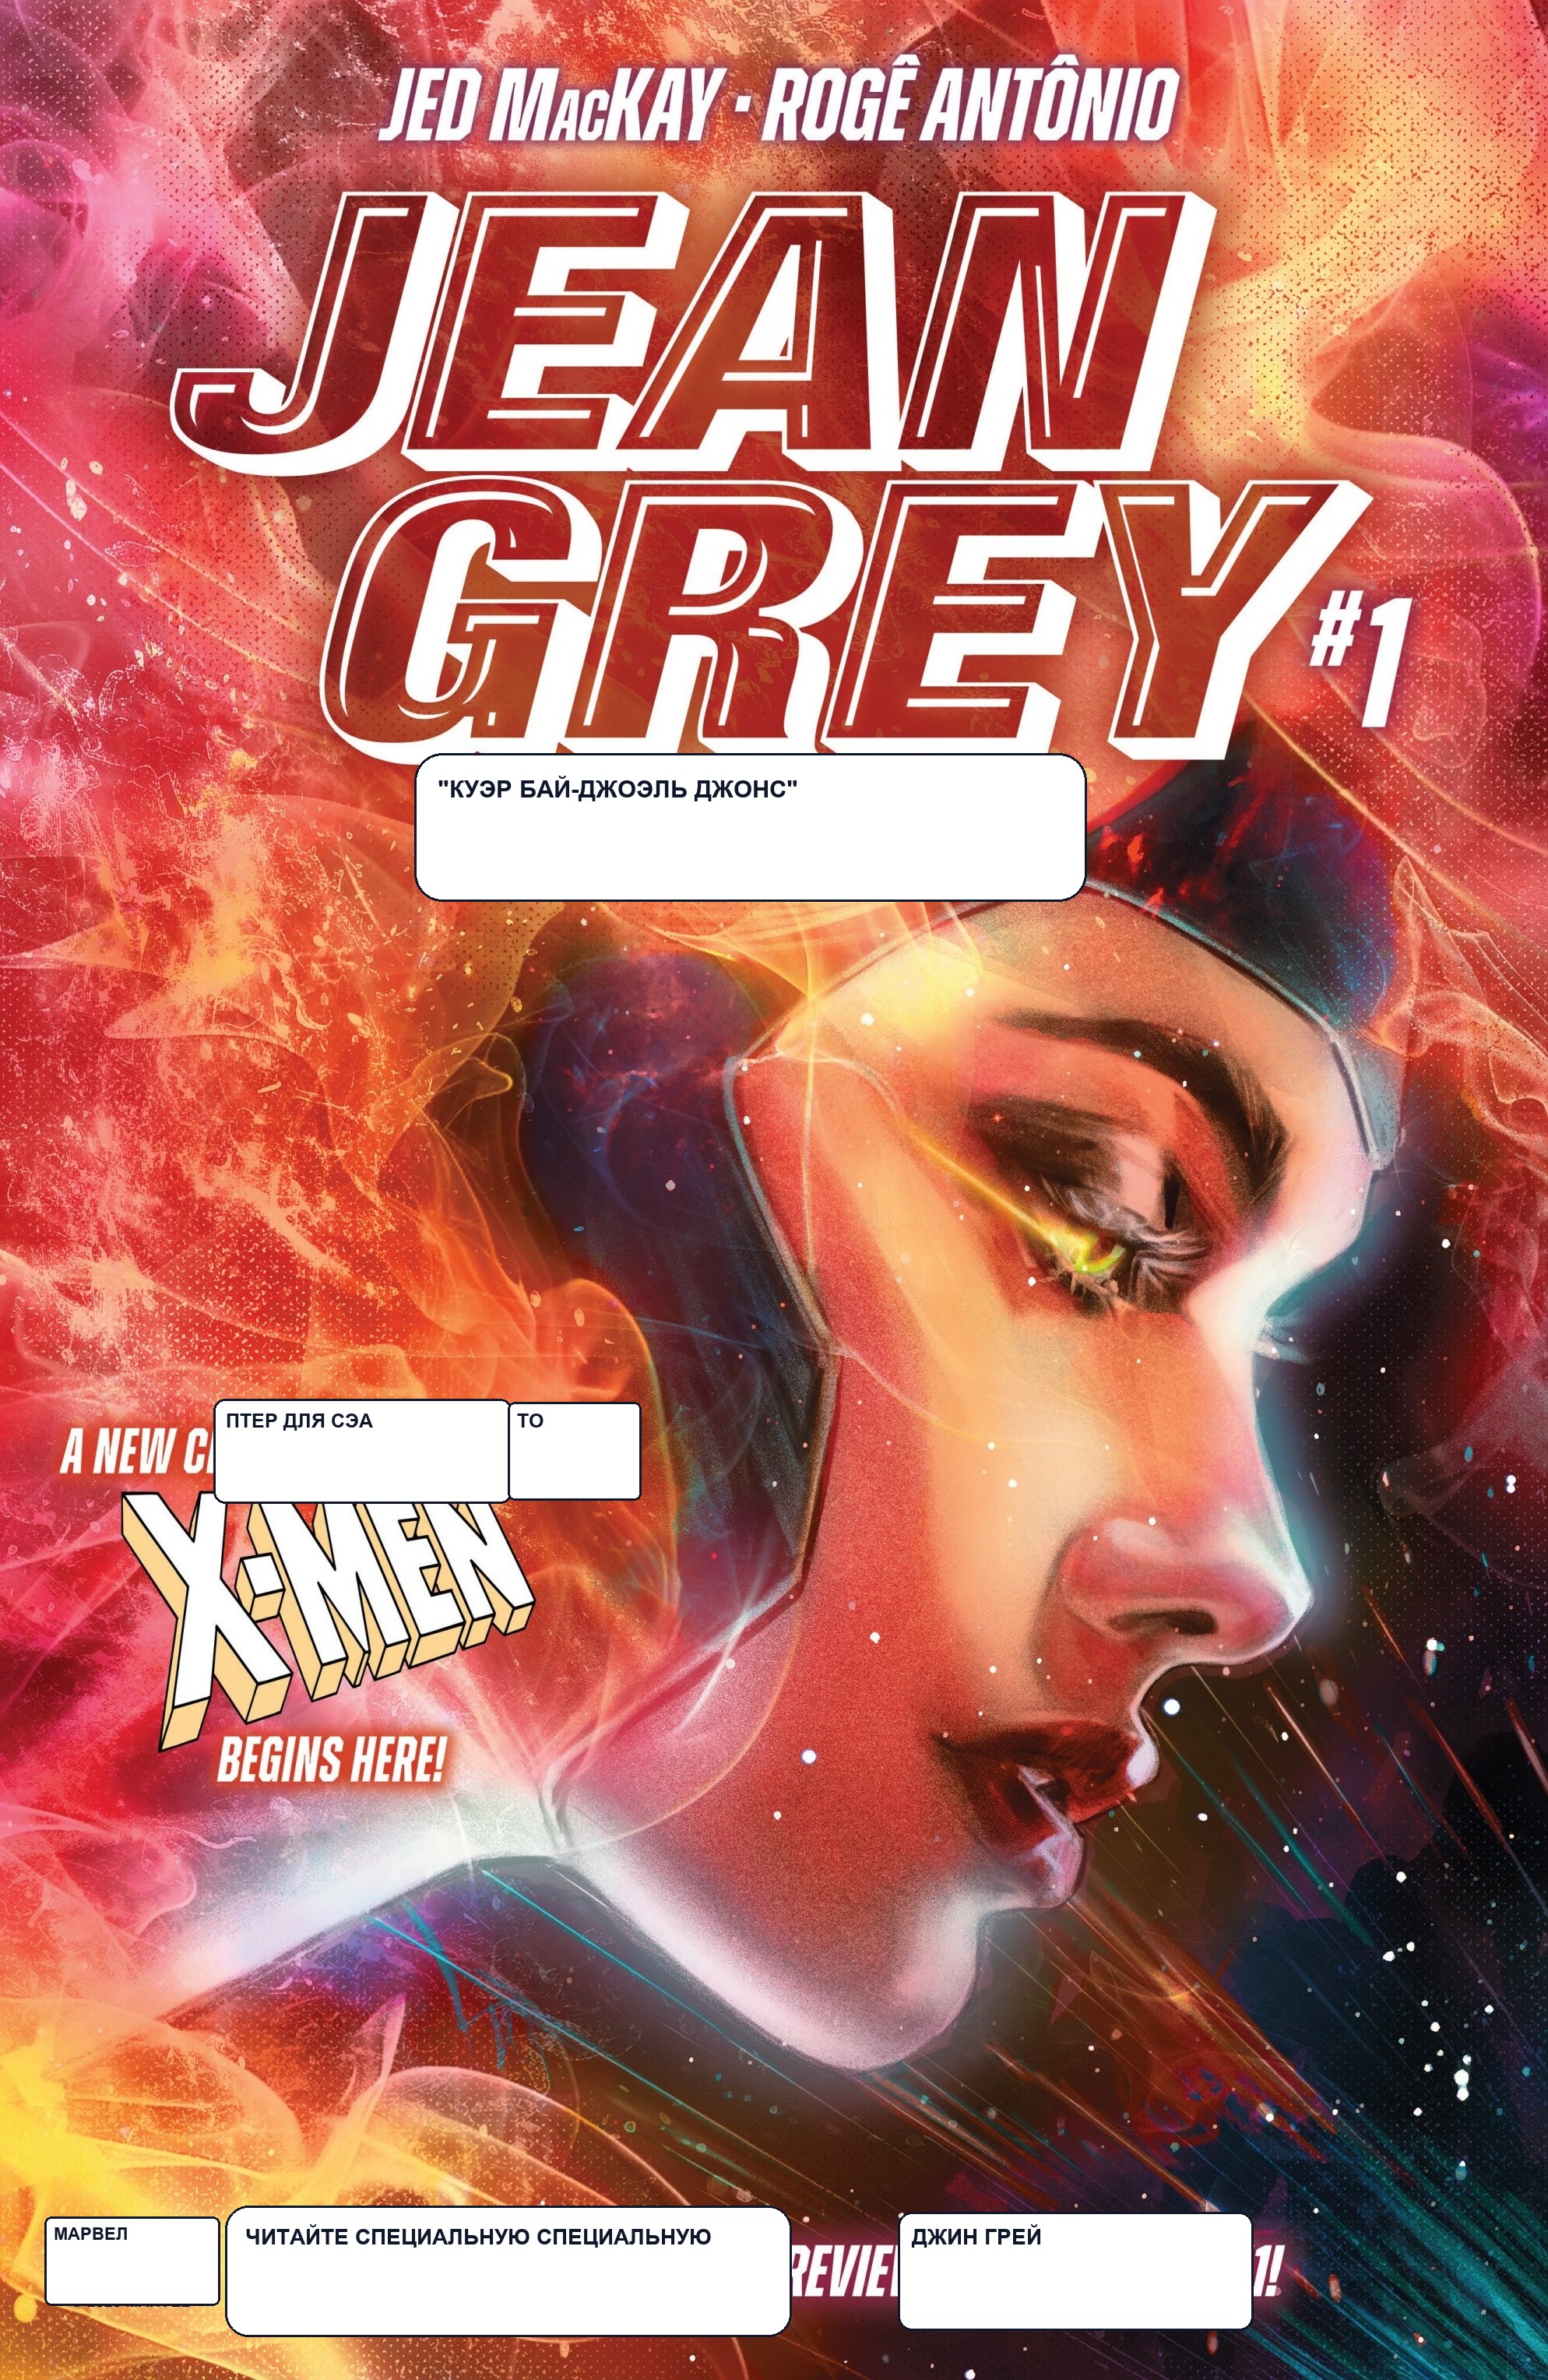 JED MacKAY · ROGÊ ANTÔNIO
JEAN
GREY
#1
"КУЭР БАЙ-ДЖОЭЛЬ ДЖОНС"
A NEW
ПТЕР ДЛЯ СЭА
ТО
X-MEN
BEGINS HERE!
МАРВЕЛ
ЧИТАЙТЕ СПЕЦИАЛЬНУЮ СПЕЦИАЛЬНУЮ
ДЖИН ГРЕЙ
1!